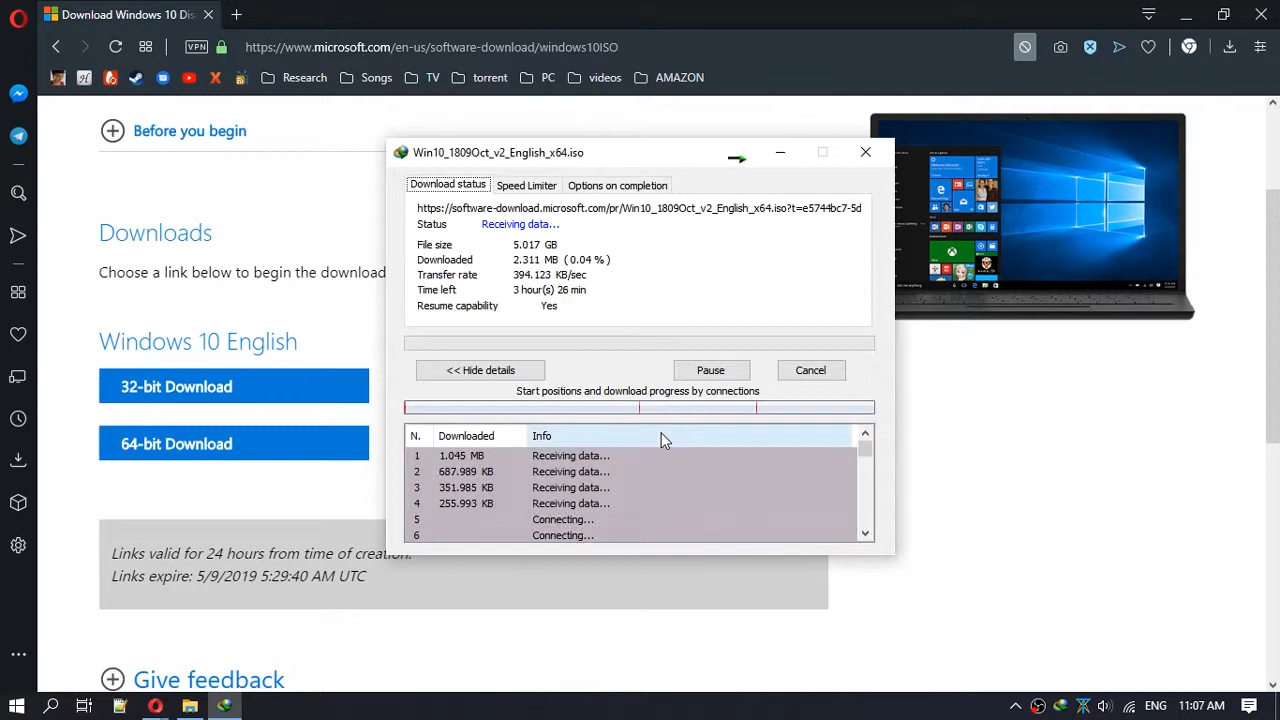 Download Windows 10 Dis
VPN
https://www.microsoft.com/en-us/software-download/windows10ISO
Research
Songs
TV
torrent
PC
videos
AMAZON
Before you begin
Downloads
Choose a link below to begin the download
Windows 10 English
32-bit Download
64-bit Download
Links valid for 24 hours from time of creation.
Links expire: 5/9/2019 5:29:40 AM UTC
Give feedback
Win10_1809Oct_v2_English_x64.iso
Download status
Speed Limiter
Options on completion
https://software-download.microsoft.com/pr/Win10_1809Oct_v2_English_x64.iso?t=e5744bc7-5d
Status Receiving data...
File size 5.017 GB
Downloaded 2.311 MB ( 0.04 % )
Transfer rate 394.123 KB/sec
Time left 3 hour(s) 26 min
Resume capability Yes
<< Hide details
Pause
Cancel
Start positions and download progress by connections
N. Downloaded Info
1 1.045 MB Receiving data...
2 687.989 KB Receiving data...
3 351.985 KB Receiving data...
4 255.993 KB Receiving data...
5 Connecting...
6 Connecting...
ENG
11:07 AM